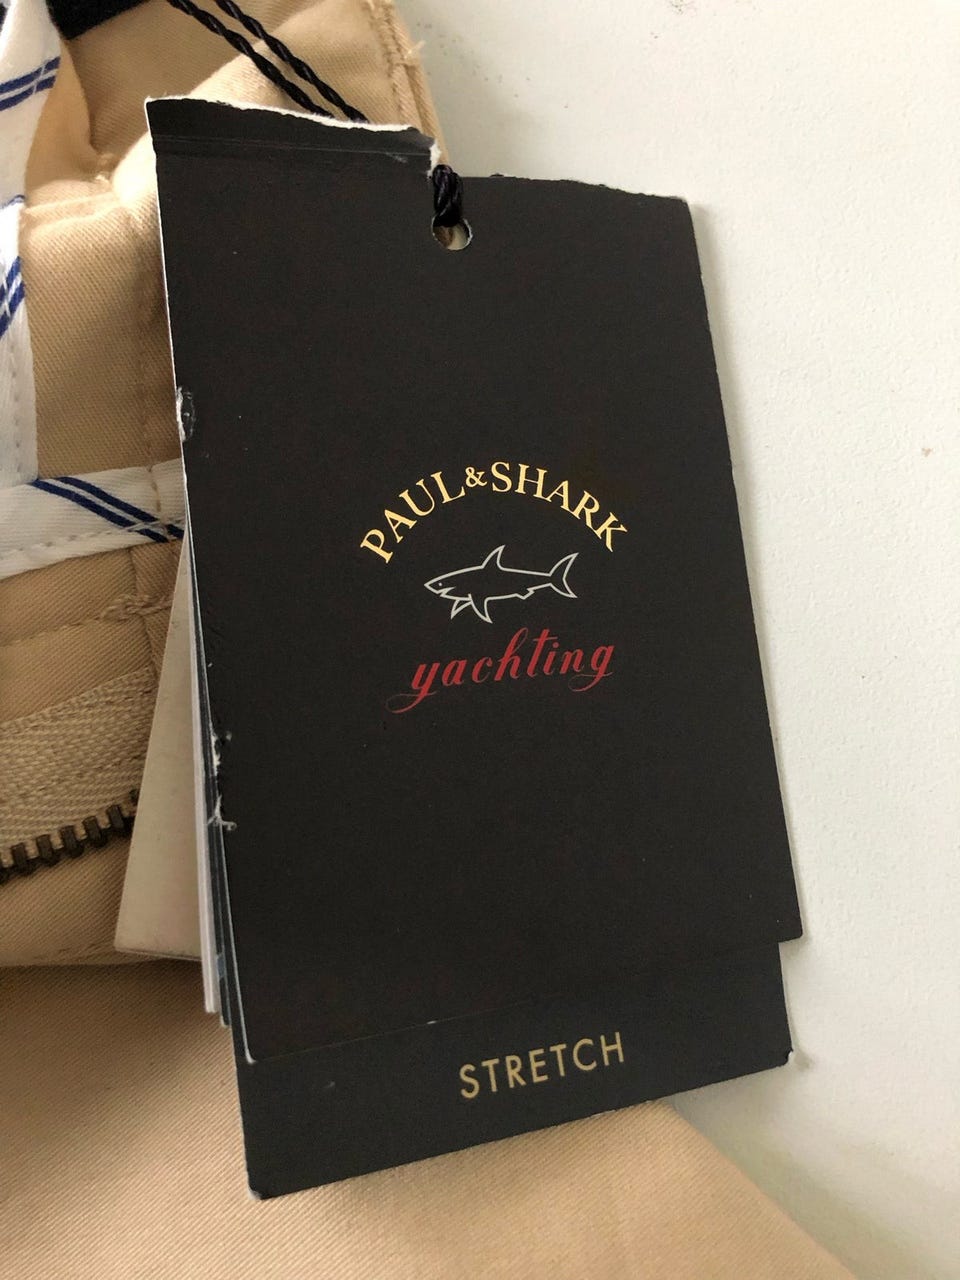 PAUL & SHARK
yachting
STRETCH